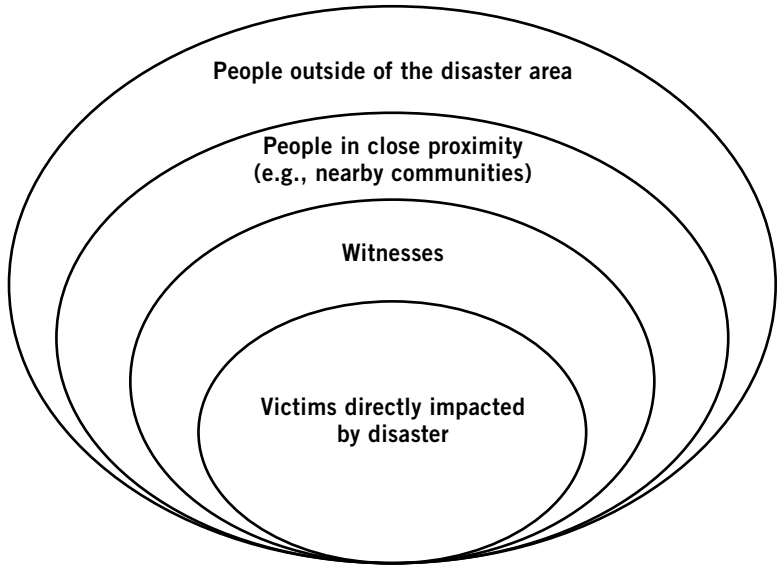 People outside of the disaster area
People in close proximity
(e.g., nearby communities)
Witnesses
Victims directly impacted
by disaster